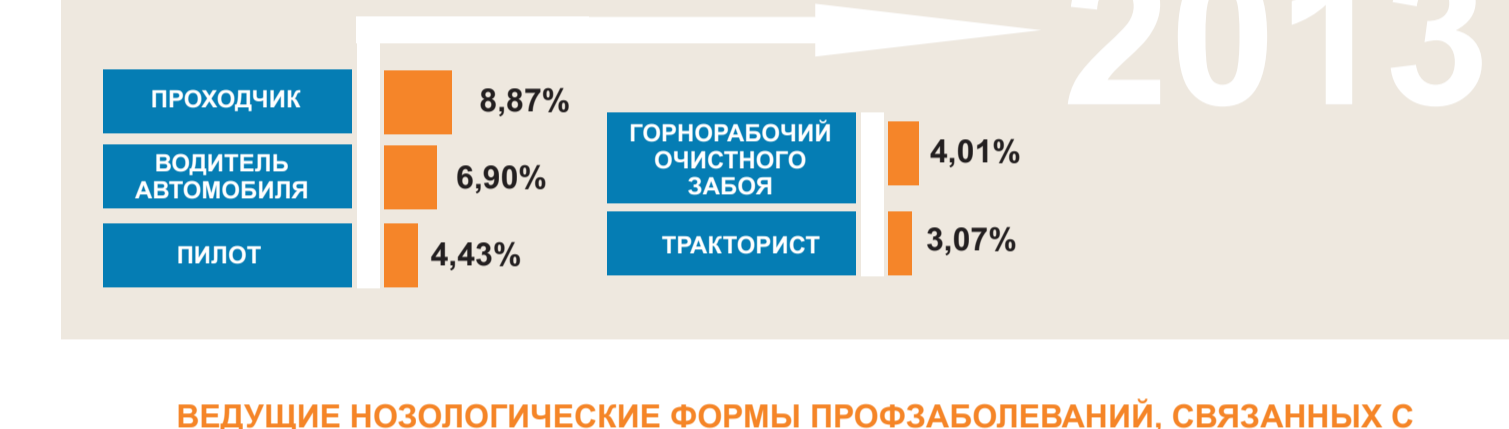 2013
ПРОХОДЧИК
8,87%
ВОДИТЕЛЬ
АВТОМОБИЛЯ
6,90%
ПИЛОТ
4,43%
ГОРНОРАБОЧИЙ
ОЧИСТНОГО
ЗАБОЯ
4,01%
ТРАКТОРИСТ
3,07%
ВЕДУЩИЕ НОЗОЛОГИЧЕСКИЕ ФОРМЫ ПРОФЗАБОЛЕВАНИЙ, СВЯЗАННЫХ С